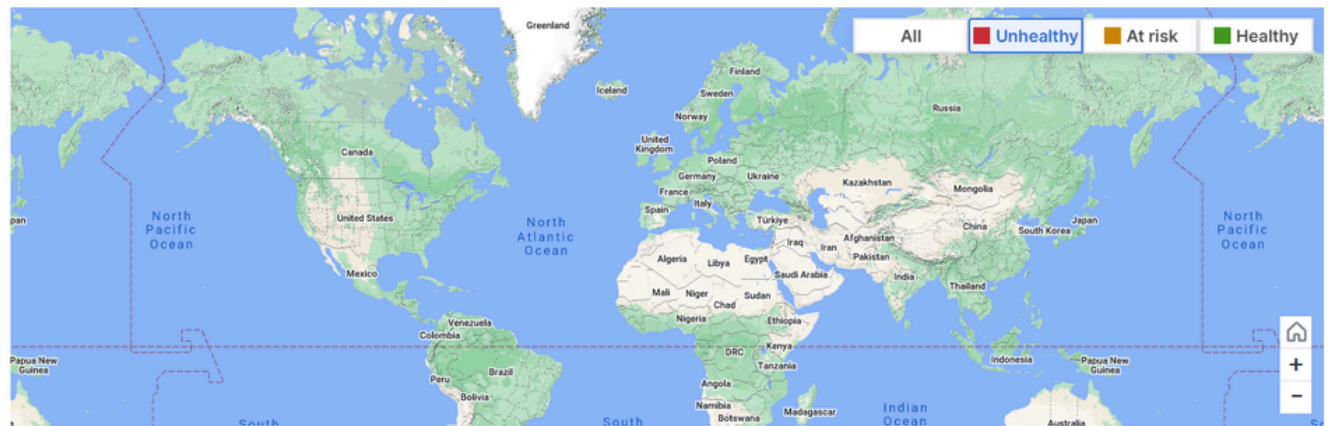 Greenland
All
Unhealthy
At risk
Healthy
Iceland
Finland
Sweden
Norway
Russia
United
Kingdom
Canada
Poland
Germany
Ukraine
France
Kazakhstan
Mongolia
Italy
Spain
pan
North
Pacific
Ocean
United States
North
Atlantic
Ocean
Türkiye
China
Japan
South Korea
North
Pacific
Ocean
Iraq
Iran
Afghanistan
Pakistan
Algeria
Libya
Egypt
Saudi Arabia
India
Mexico
Thailand
Mali
Niger
Chad
Sudan
Nigeria
Ethiopia
Venezuela
Colombia
DRC
Kenya
Tanzania
Indonesia
Papua New
Guinea
Papua New
Guinea
Peru
Brazil
Bolivia
Angola
Namibia
Botswana
Madagascar
Indian
Ocean
South
South
Australia
So
+
−